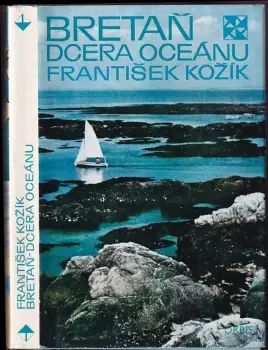 BRETAŇ
DCERA OCEÁNU
FRANTIŠEK KOŽÍK
FRANTIŠEK KOŽÍK
BRETAŇ-DCERA OCEÁNU
ORBIS